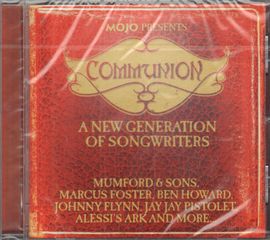 MOJO PRESENTS
COMMUNION
A NEW GENERATION
OF SONGWRITERS
MUMFORD & SONS,
MARCUS FOSTER, BEN HOWARD,
JOHNNY FLYNN, JAY JAY PISTOLET,
ALESSI'S ARK AND MORE